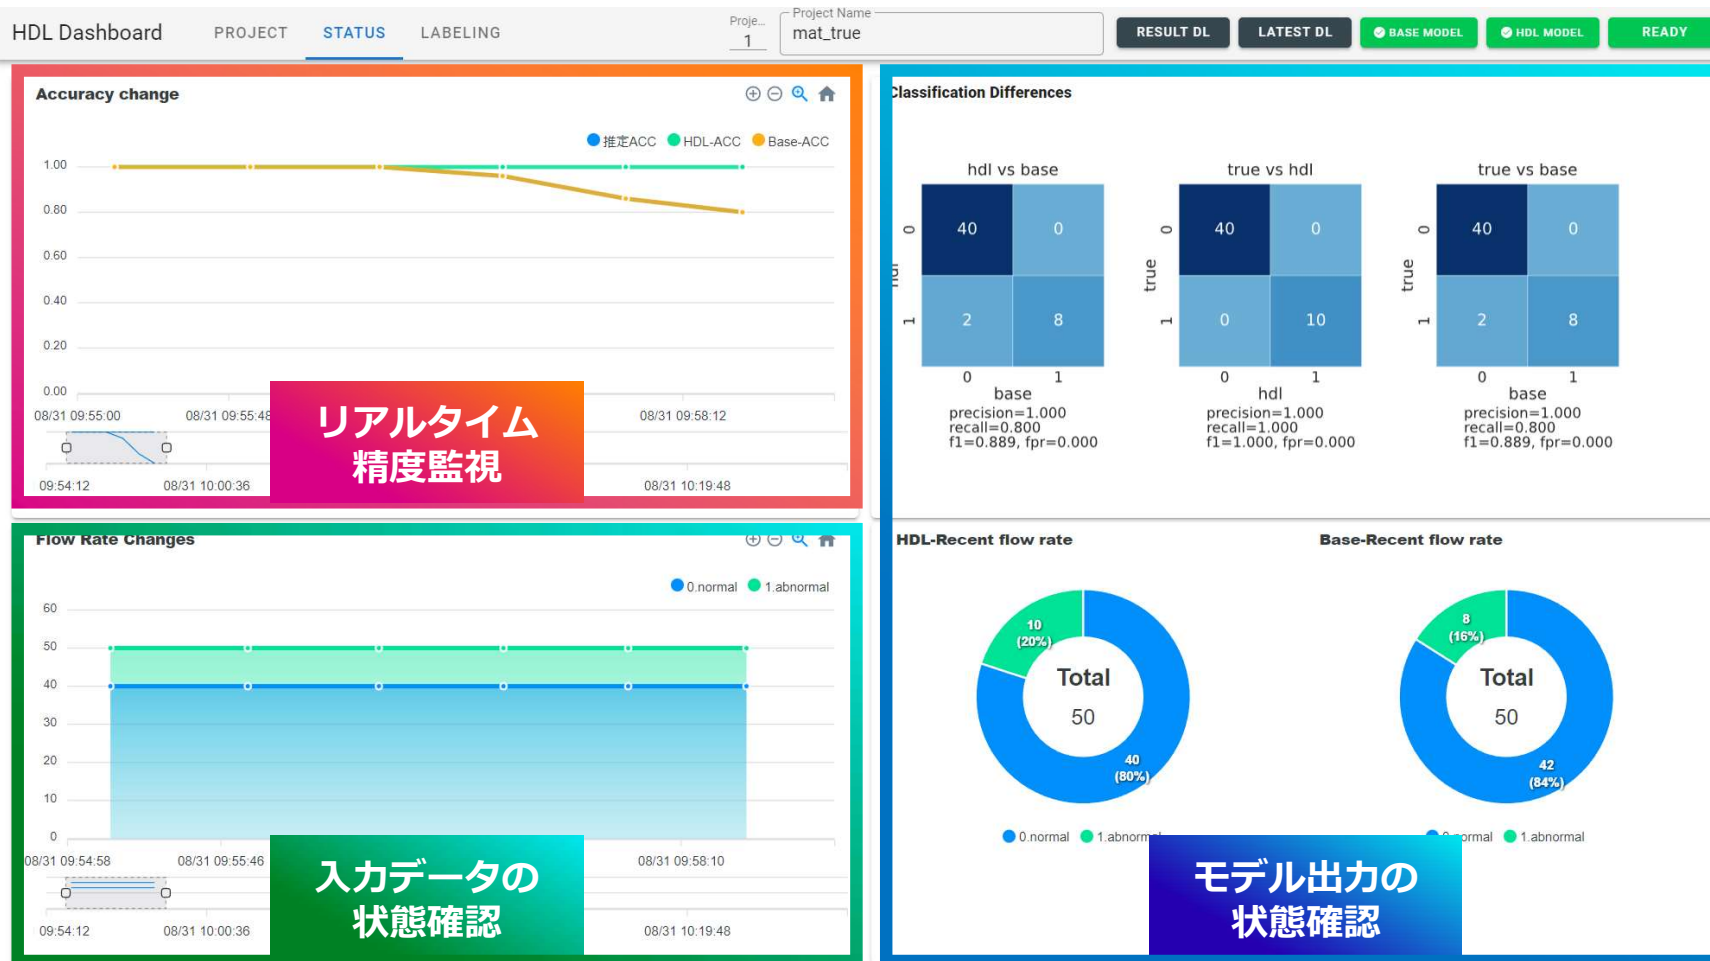 HDL Dashboard PROJECT STATUS LABELING
Proje...
1
Project Name
mat_true
RESULT DL LATEST DL BASE MODEL HDL MODEL READY
Accuracy change
推定ACC HDL-ACC Base-ACC
1.00
0.80
0.60
0.40
0.20
0.00
08/31 09:55:00 08/31 09:55:48 08/31 09:58:12
09:54:12 08/31 10:00:36 08/31 10:19:48
リアルタイム
精度監視
Classification Differences
hdl vs base
0
1
hdl
40 0
2 8
0 1
base
precision=1.000
recall=0.800
f1=0.889, fpr=0.000
true vs hdl
0
1
true
40 0
0 10
0 1
hdl
precision=1.000
recall=1.000
f1=1.000, fpr=0.000
true vs base
0
1
true
40 0
2 8
0 1
base
precision=1.000
recall=0.800
f1=0.889, fpr=0.000
Flow Rate Changes
0.normal 1.abnormal
60
50
40
30
20
10
0
08/31 09:54:58 08/31 09:55:46 08/31 09:58:10
09:54:12 08/31 10:00:36 08/31 10:19:48
入力データの
状態確認
HDL-Recent flow rate
10
(20%)
Total
50
40
(80%)
0.normal 1.abnormal
Base-Recent flow rate
8
(16%)
Total
50
42
(84%)
0.normal 1.abnormal
モデル出力の
状態確認